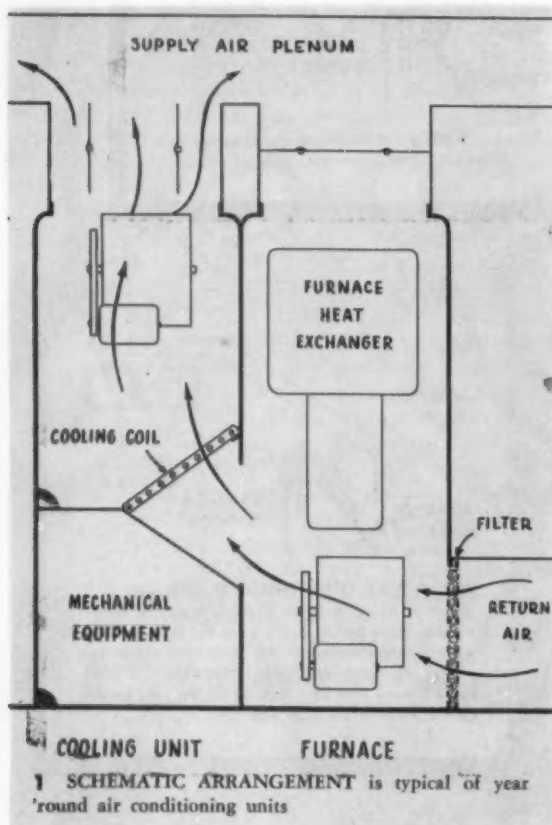 SUPPLY AIR PLENUM
FURNACE
HEAT
EXCHANGER
COOLING COIL
FILTER
MECHANICAL
EQUIPMENT
RETURN
AIR
COOLING UNIT
FURNACE
1 SCHEMATIC ARRANGEMENT is typical of year
'round air conditioning units